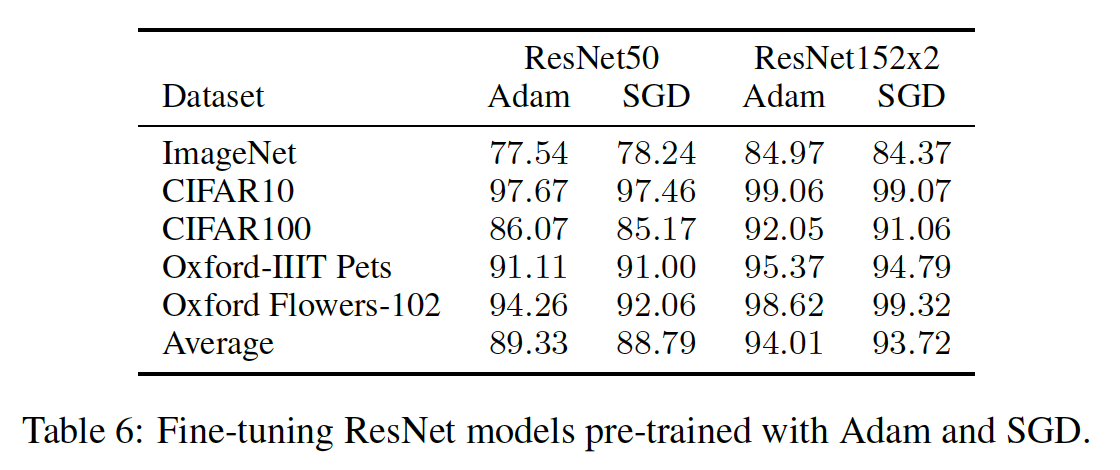 ResNet50 ResNet152x2
Dataset Adam SGD Adam SGD
ImageNet 77.54 78.24 84.97 84.37
CIFAR10 97.67 97.46 99.06 99.07
CIFAR100 86.07 85.17 92.05 91.06
Oxford-IIIT Pets 91.11 91.00 95.37 94.79
Oxford Flowers-102 94.26 92.06 98.62 99.32
Average 89.33 88.79 94.01 93.72
Table 6: Fine-tuning ResNet models pre-trained with Adam and SGD.